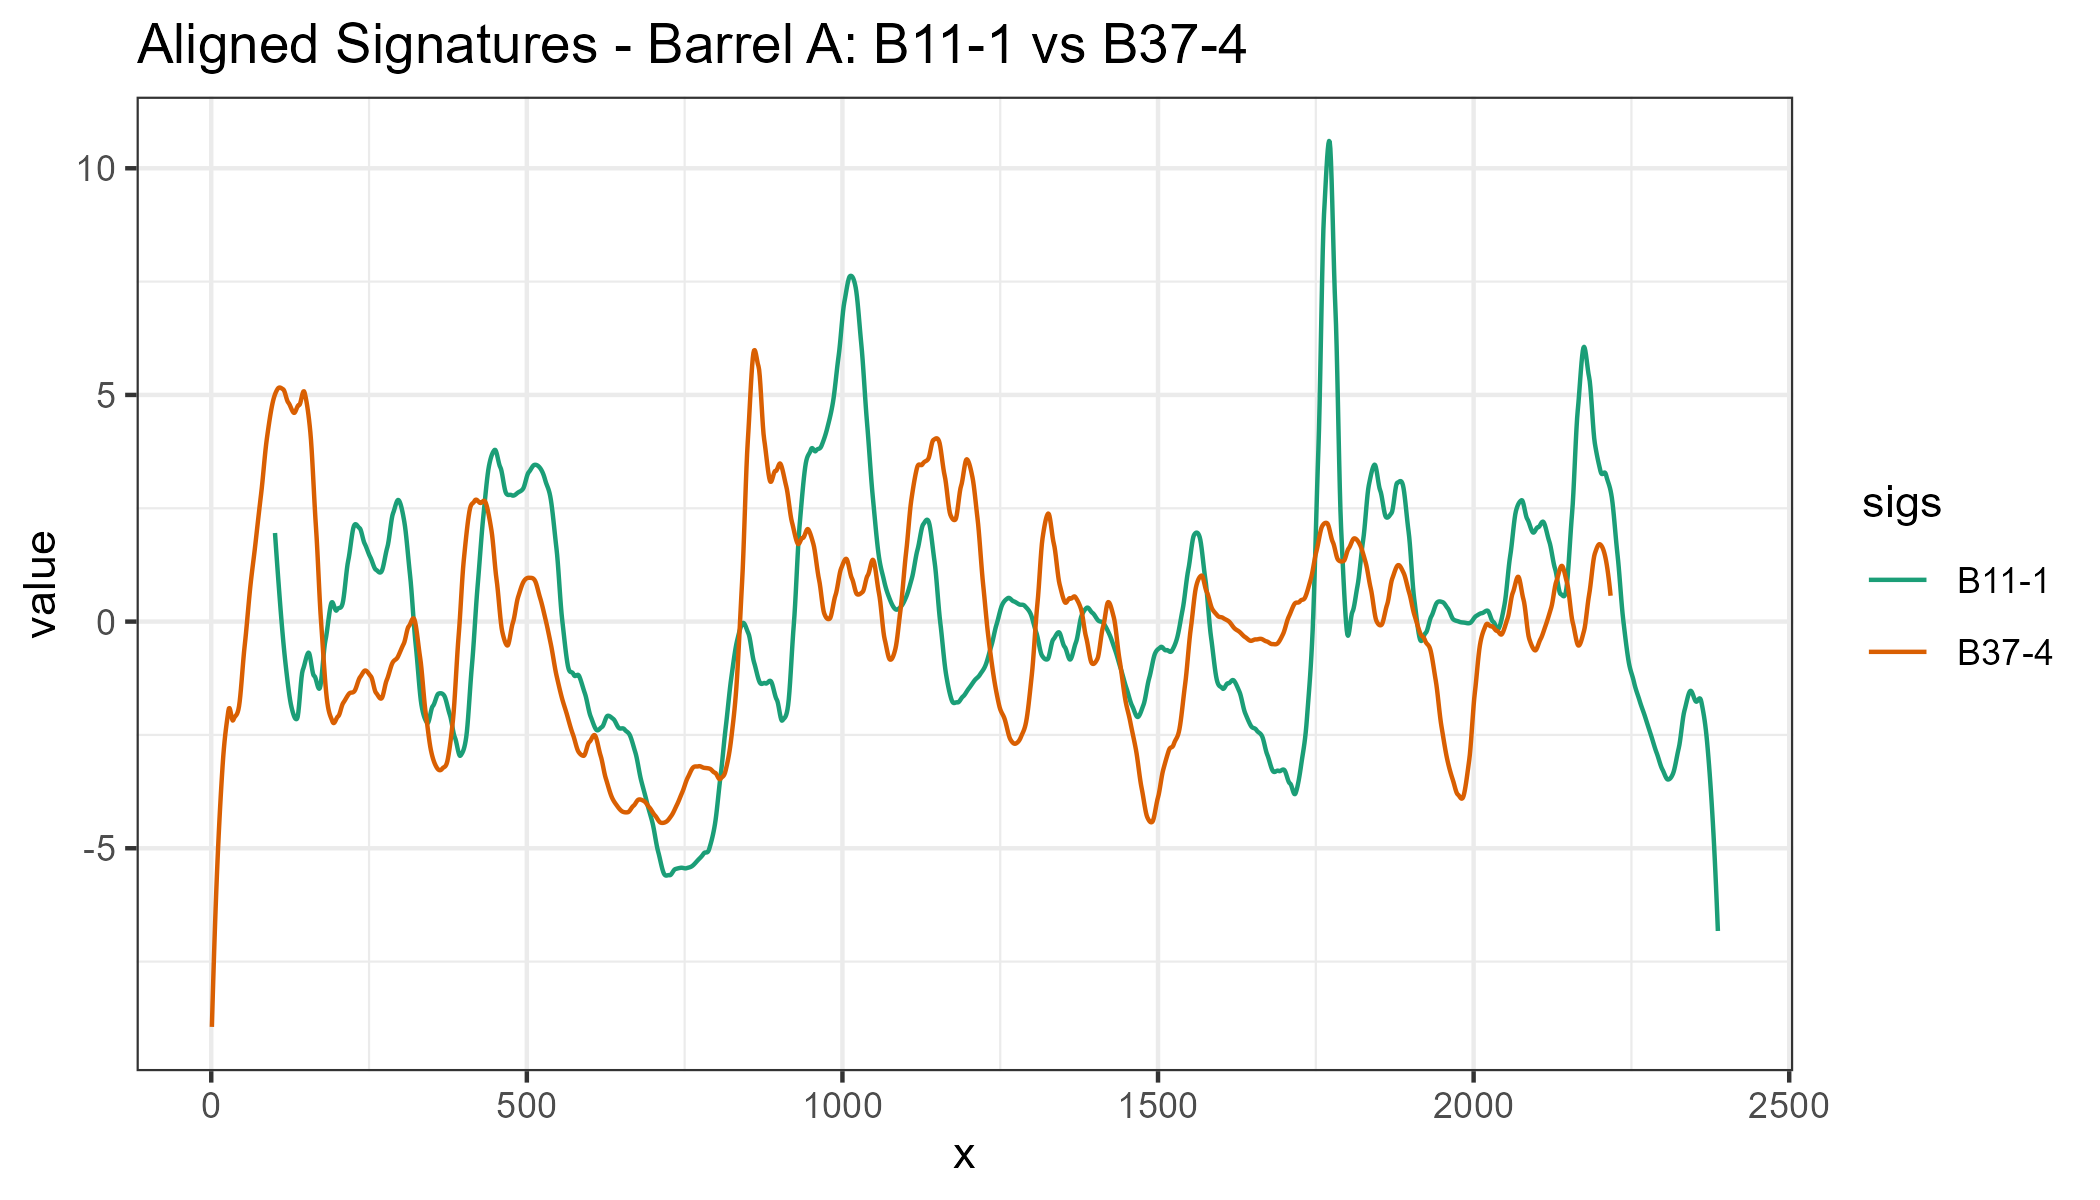 Aligned Signatures - Barrel A: B11-1 vs B37-4
value
10
5
0
-5
0 500 1000 1500 2000 2500
x
sigs
B11-1
B37-4